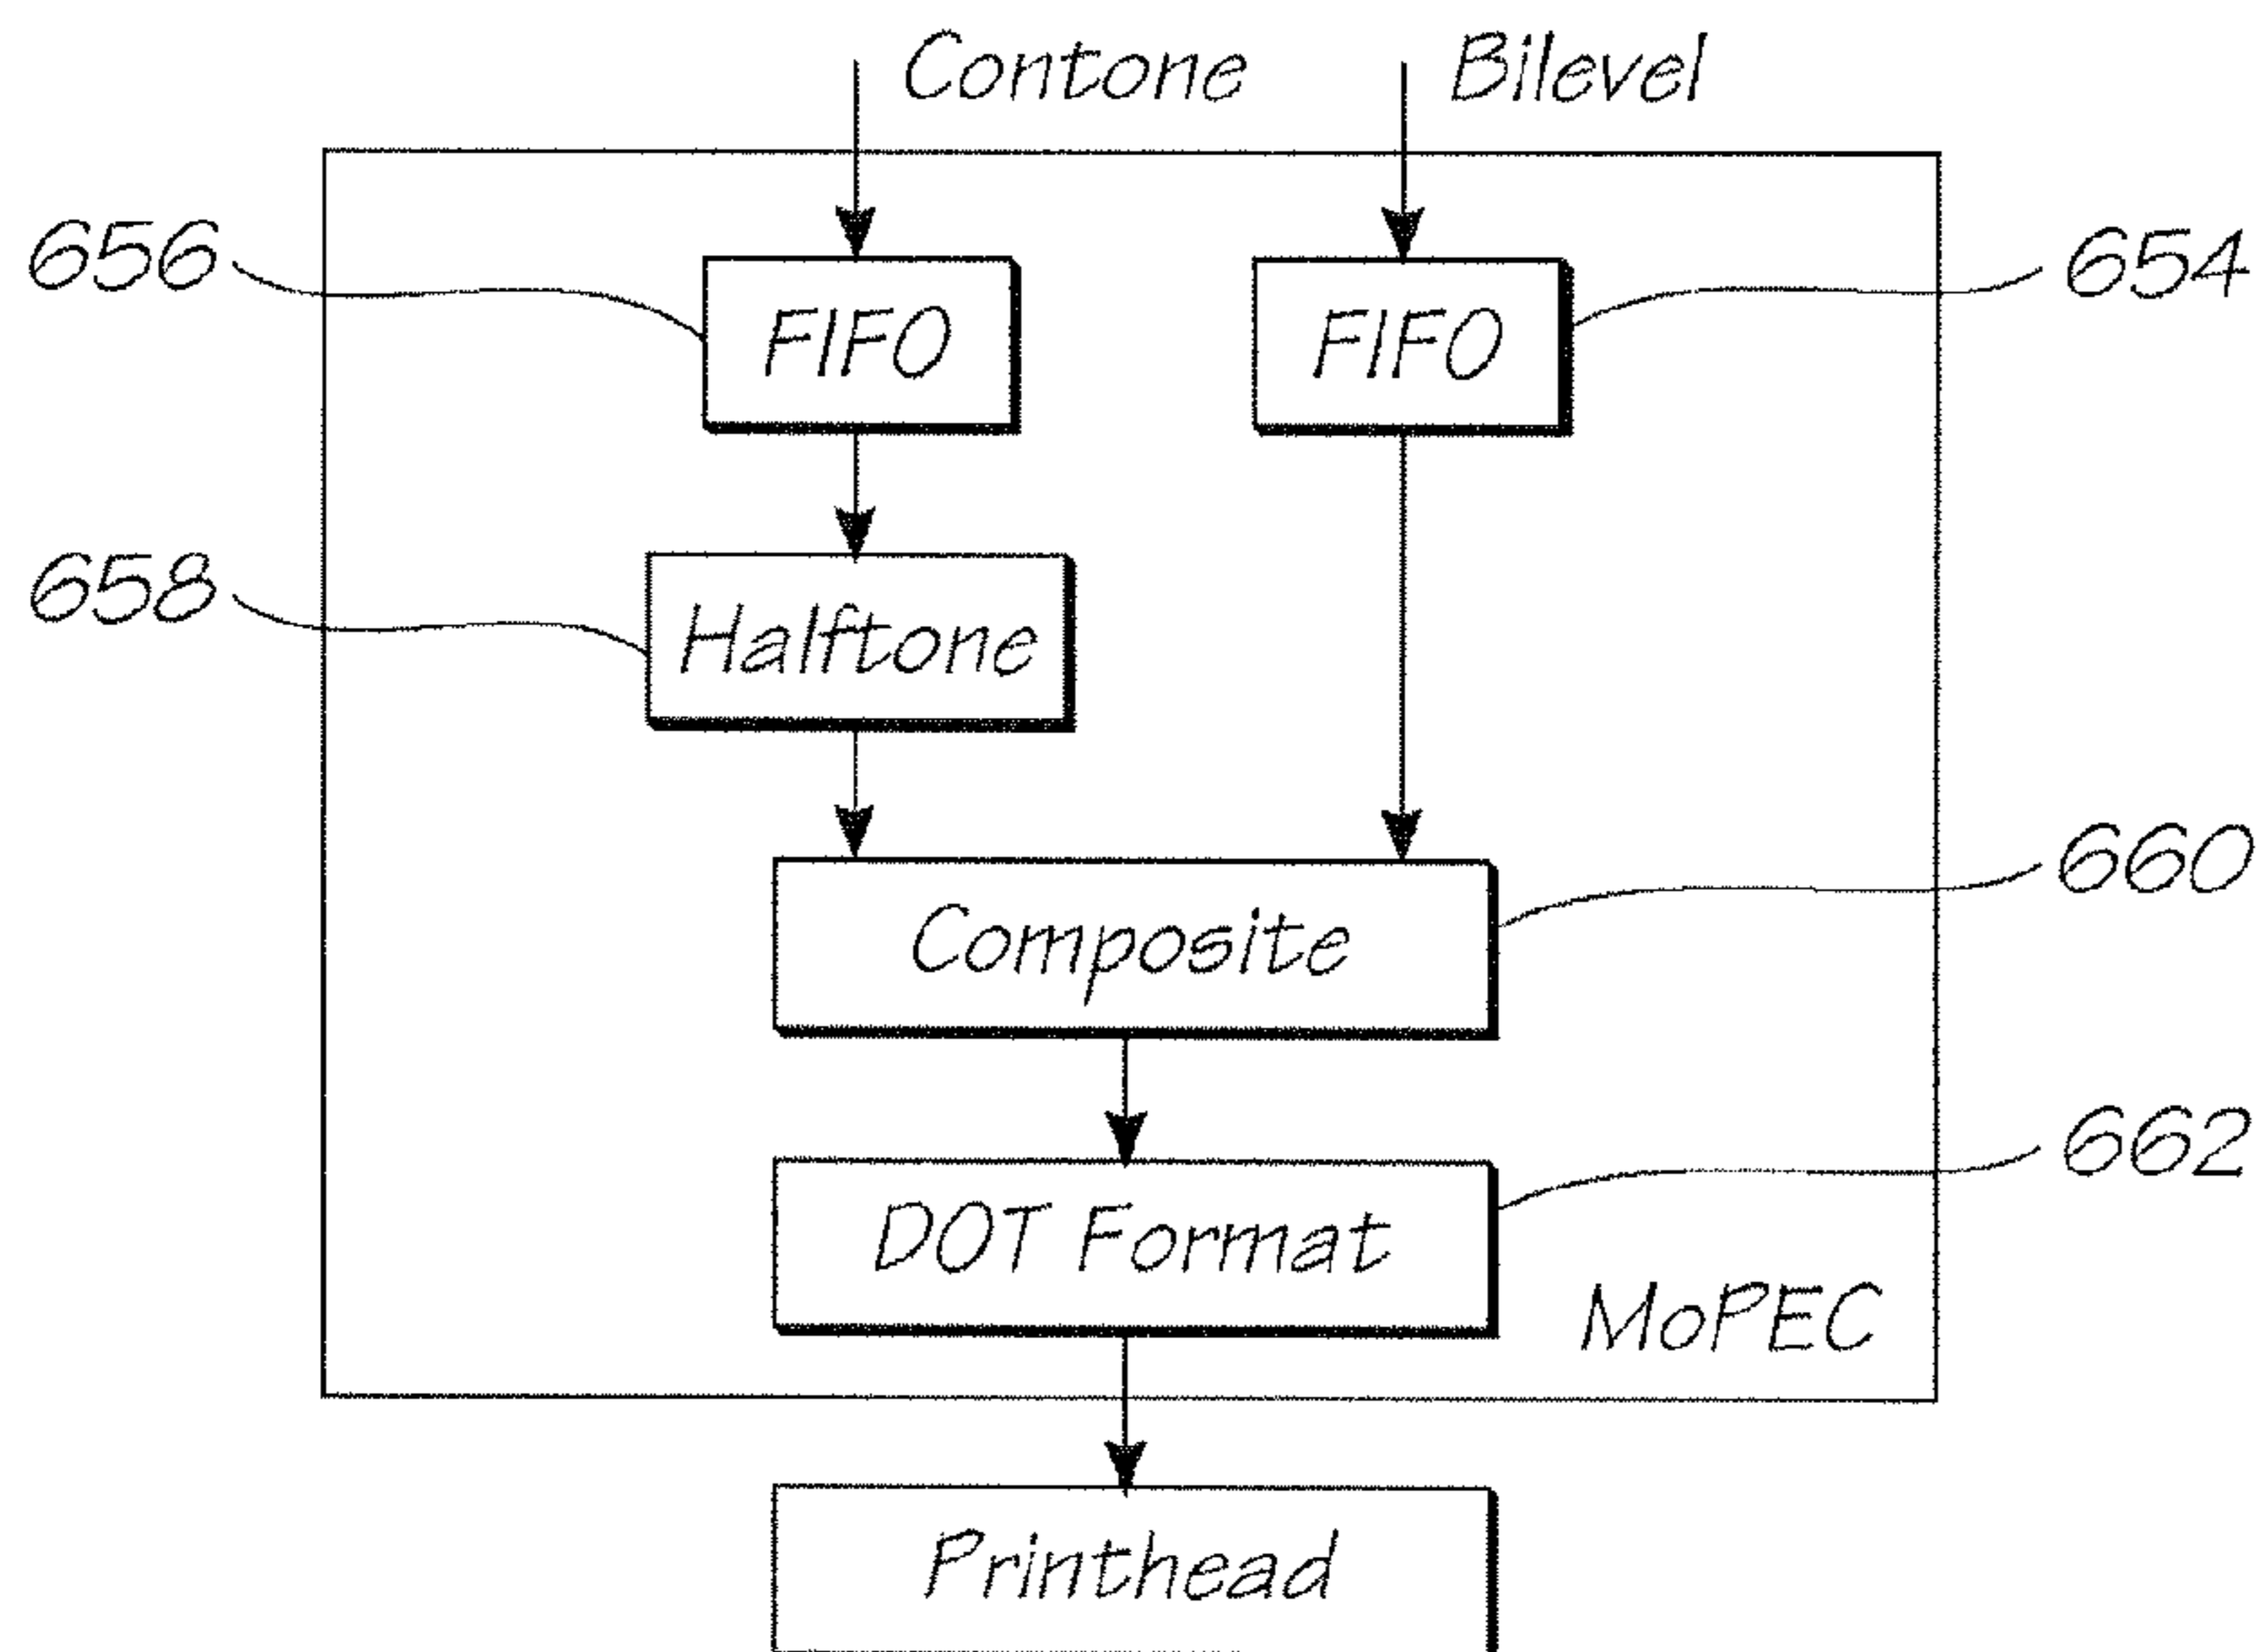 Contone Bilevel
656 FIFO FIFO 654
658 Halftone
Composite 660
DOT Format 662
MoPEC
Printhead